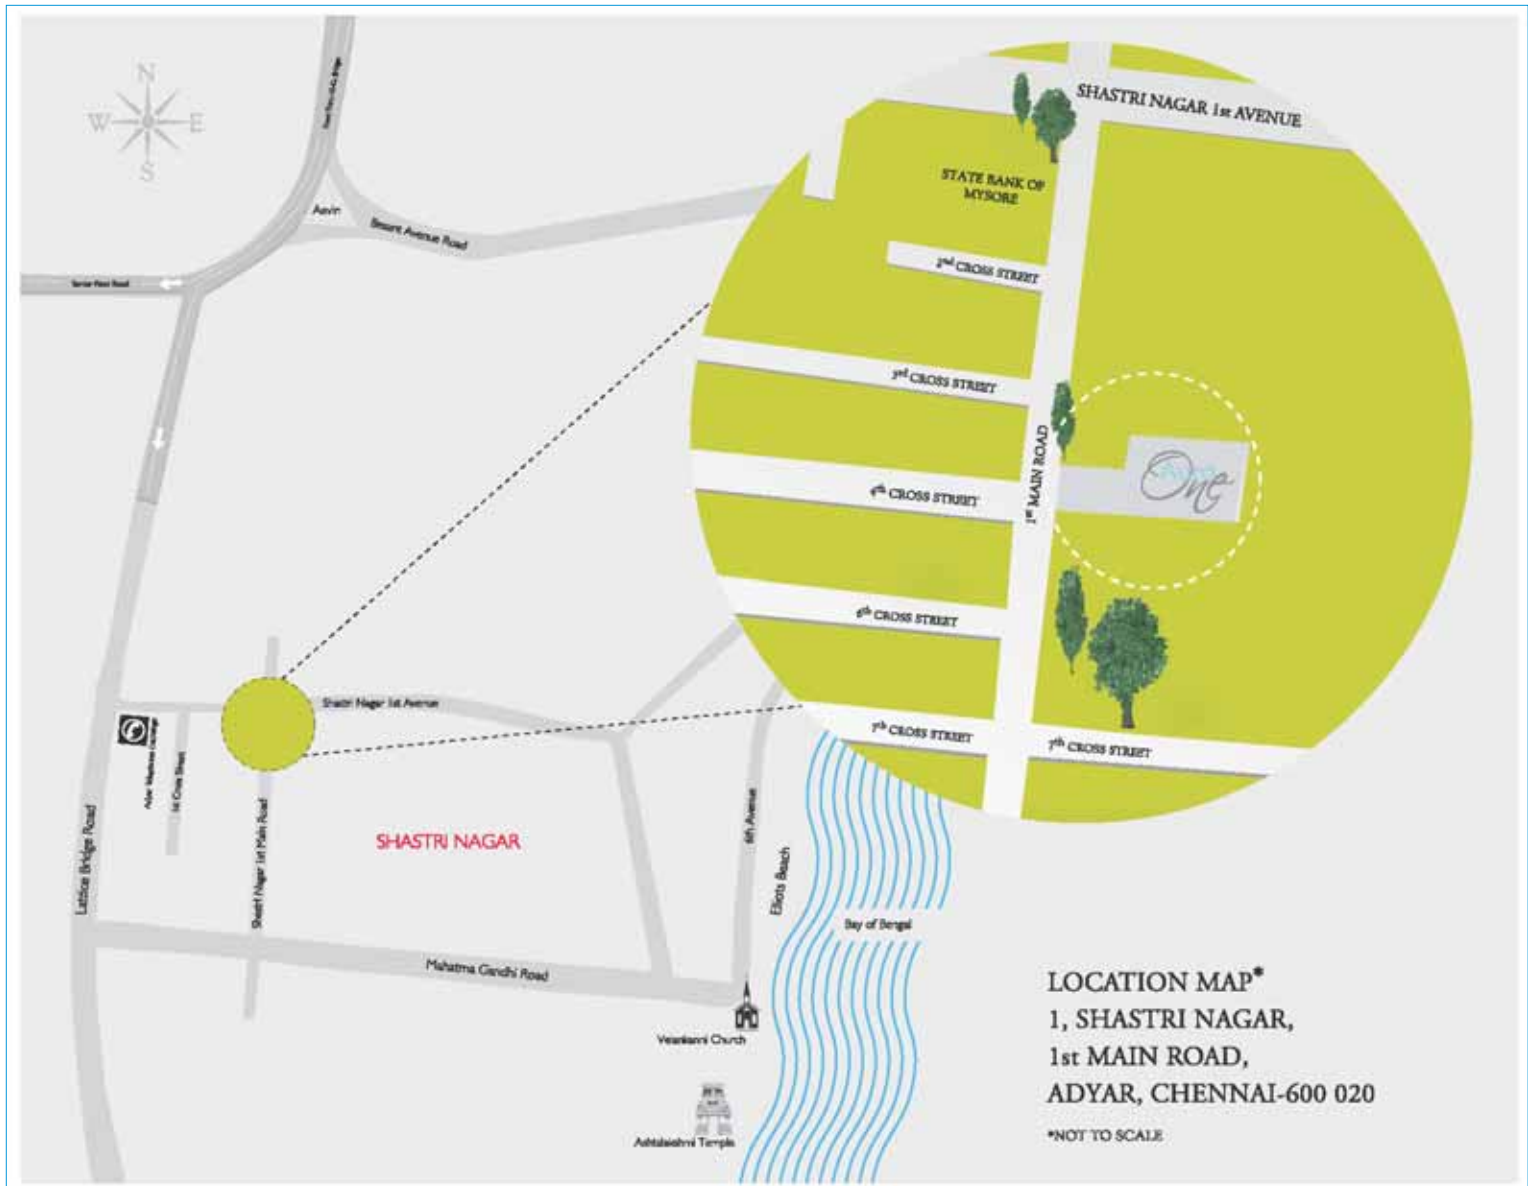 N
W E
S
Aavin
Besant Avenue Road
SHASTRI NAGAR 1st AVENUE
STATE BANK OF
MYSORE
2nd CROSS STREET
3rd CROSS STREET
1st MAIN ROAD
One
4th CROSS STREET
6th CROSS STREET
7th CROSS STREET
7th CROSS STREET
Shastri Nagar 1st Avenue
1st Cross Street
Lattice Bridge Road
Shastri Nagar 1st Main Road
SHASTRI NAGAR
6th Avenue
Elliots Beach
Bay of Bengal
Mahatma Gandhi Road
Velankanni Church
Ashtalakshmi Temple
LOCATION MAP*
1, SHASTRI NAGAR,
1st MAIN ROAD,
ADYAR, CHENNAI-600 020
*NOT TO SCALE